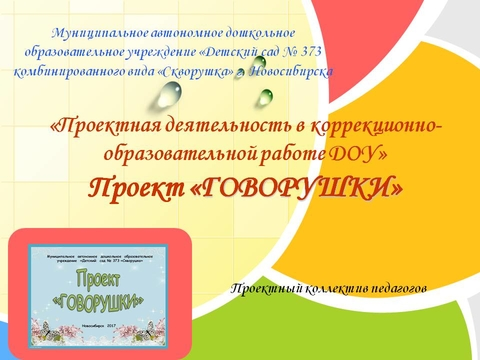 Муниципальное автономное дошкольное
образовательное учреждение «Детский сад № 373
комбинированного вида «Скворушка» г. Новосибирска
«Проектная деятельность в коррекционно-
образовательной работе ДОУ»
Проект «ГОВОРУШКИ»
Муниципальное автономное дошкольное образовательное
учреждение «Детский сад № 373 «Скворушка»
Проект
«ГОВОРУШКИ»
Новосибирск 2017
Проектный коллектив педагогов